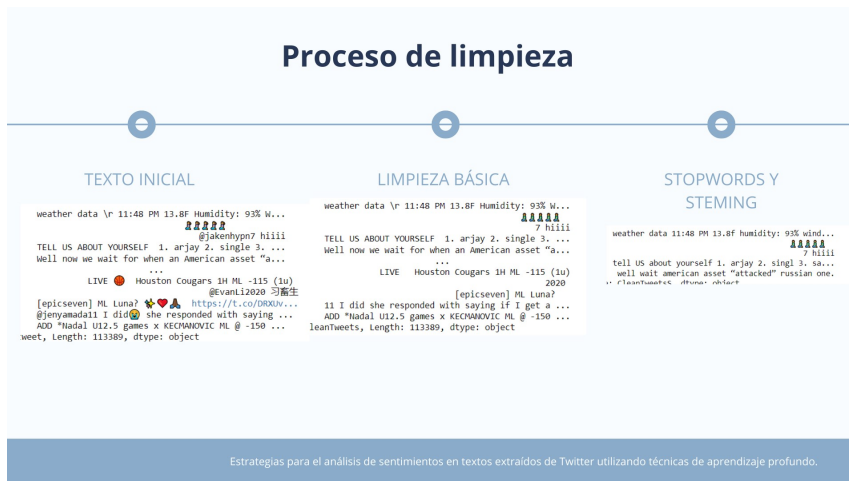 Proceso de limpieza
TEXTO INICIAL
weather data \r 11:48 PM 13.8F Humidity: 93% W...
@jakenhypn7 hiiii
TELL US ABOUT YOURSELF 1. arjay 2. single 3. ...
Well now we wait for when an American asset “a...
...
LIVE 🏀 Houston Cougars 1H ML -115 (1u)
@EvanLi2020 习畜生
[epicseven] ML Luna? ✨❤️🙏🏾 https://t.co/DRXUv...
@jenyamada11 I did😭 she responded with saying ...
ADD *Nadal U12.5 games x KECMANOVIC ML @ -150 ...
weet, Length: 113389, dtype: object
LIMPIEZA BÁSICA
weather data \r 11:48 PM 13.8F Humidity: 93% W...
7 hiiii
TELL US ABOUT YOURSELF 1. arjay 2. single 3. ...
Well now we wait for when an American asset “a...
...
LIVE Houston Cougars 1H ML -115 (1u)
2020
[epicseven] ML Luna?
11 I did she responded with saying if I get a ...
ADD *Nadal U12.5 games x KECMANOVIC ML @ -150 ...
leanTweets, Length: 113389, dtype: object
STOPWORDS Y
STEMING
weather data 11:48 PM 13.8f humidity: 93% wind...
7 hiiii
tell US about yourself 1. arjay 2. singl 3. sa...
well wait american asset “attacked” russian one.
CleanTweetsS, dtype: object
Estrategias para el análisis de sentimientos en textos extraídos de Twitter utilizando técnicas de aprendizaje profundo.